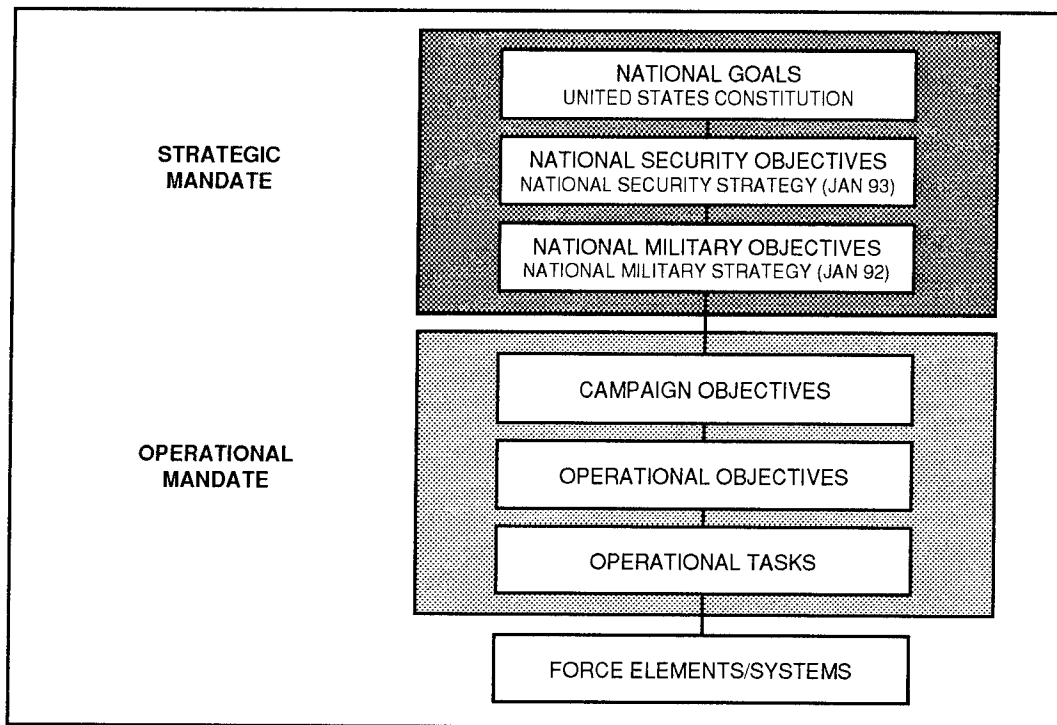 NATIONAL GOALS
UNITED STATES CONSTITUTION
STRATEGIC
MANDATE
NATIONAL SECURITY OBJECTIVES
NATIONAL SECURITY STRATEGY (JAN 93)
NATIONAL MILITARY OBJECTIVES
NATIONAL MILITARY STRATEGY (JAN 92)
CAMPAIGN OBJECTIVES
OPERATIONAL
MANDATE
OPERATIONAL OBJECTIVES
OPERATIONAL TASKS
FORCE ELEMENTS/SYSTEMS